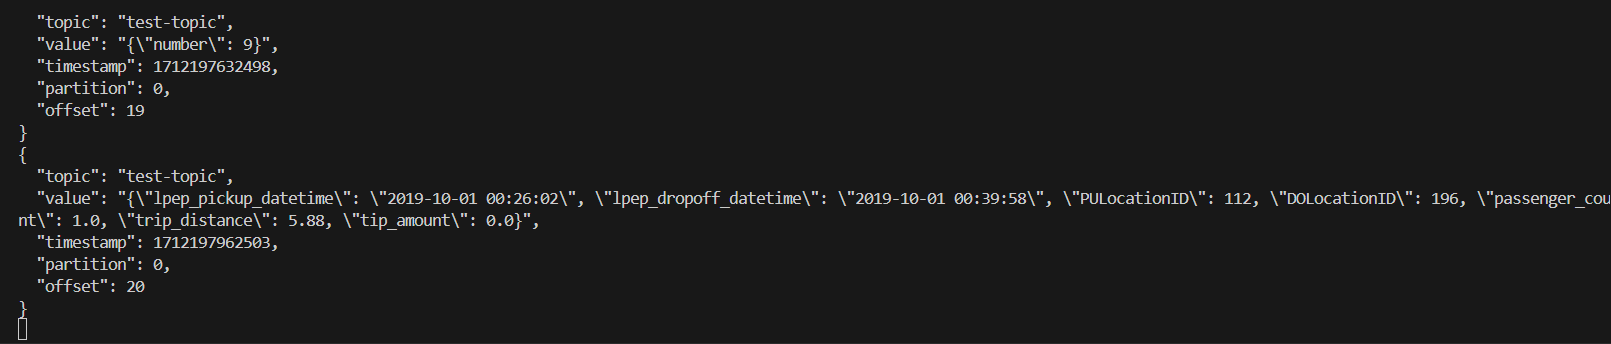 "topic": "test-topic",
"value": "{\"number\": 9}",
"timestamp": 1712197632498,
"partition": 0,
"offset": 19
}
{
"topic": "test-topic",
"value": "{\"lpep_pickup_datetime\": \"2019-10-01 00:26:02\", \"lpep_dropoff_datetime\": \"2019-10-01 00:39:58\", \"PULocationID\": 112, \"DOLocationID\": 196, \"passenger_cou
nt\": 1.0, \"trip_distance\": 5.88, \"tip_amount\": 0.0}",
"timestamp": 1712197962503,
"partition": 0,
"offset": 20
}